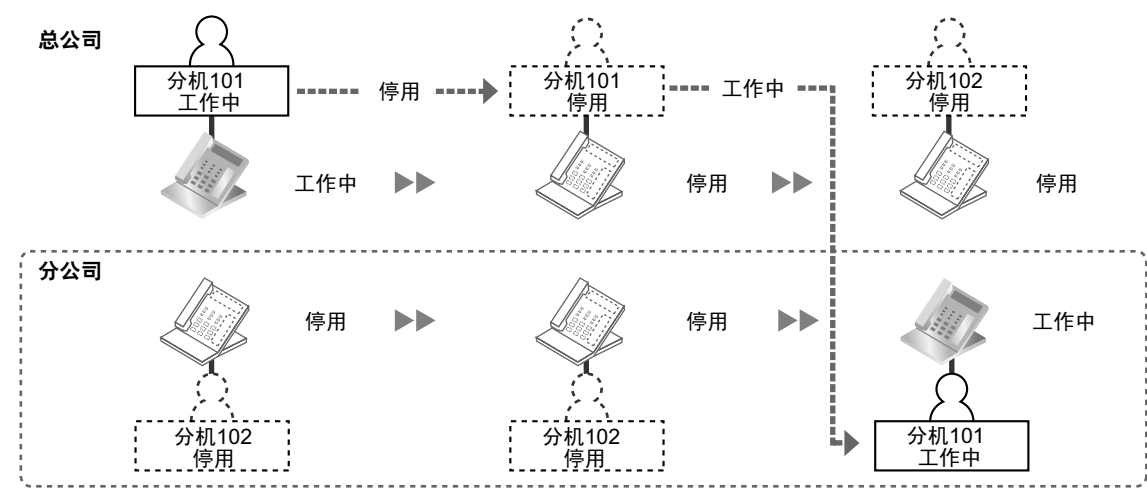 总公司
分机101
工作中
停用
分机101
停用
工作中
分机102
停用
工作中
停用
停用
分公司
停用
停用
工作中
分机102
停用
分机102
停用
分机101
工作中